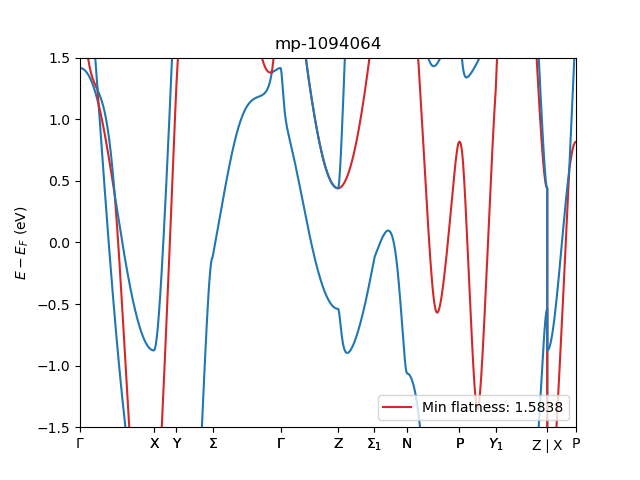 mp-1094064
1.5
1.0
0.5
0.0
−0.5
−1.0
−1.5
E − E_F (eV)
Min flatness: 1.5838
Γ X Y Σ Γ Z Σ₁ N P Y₁ Z | X P